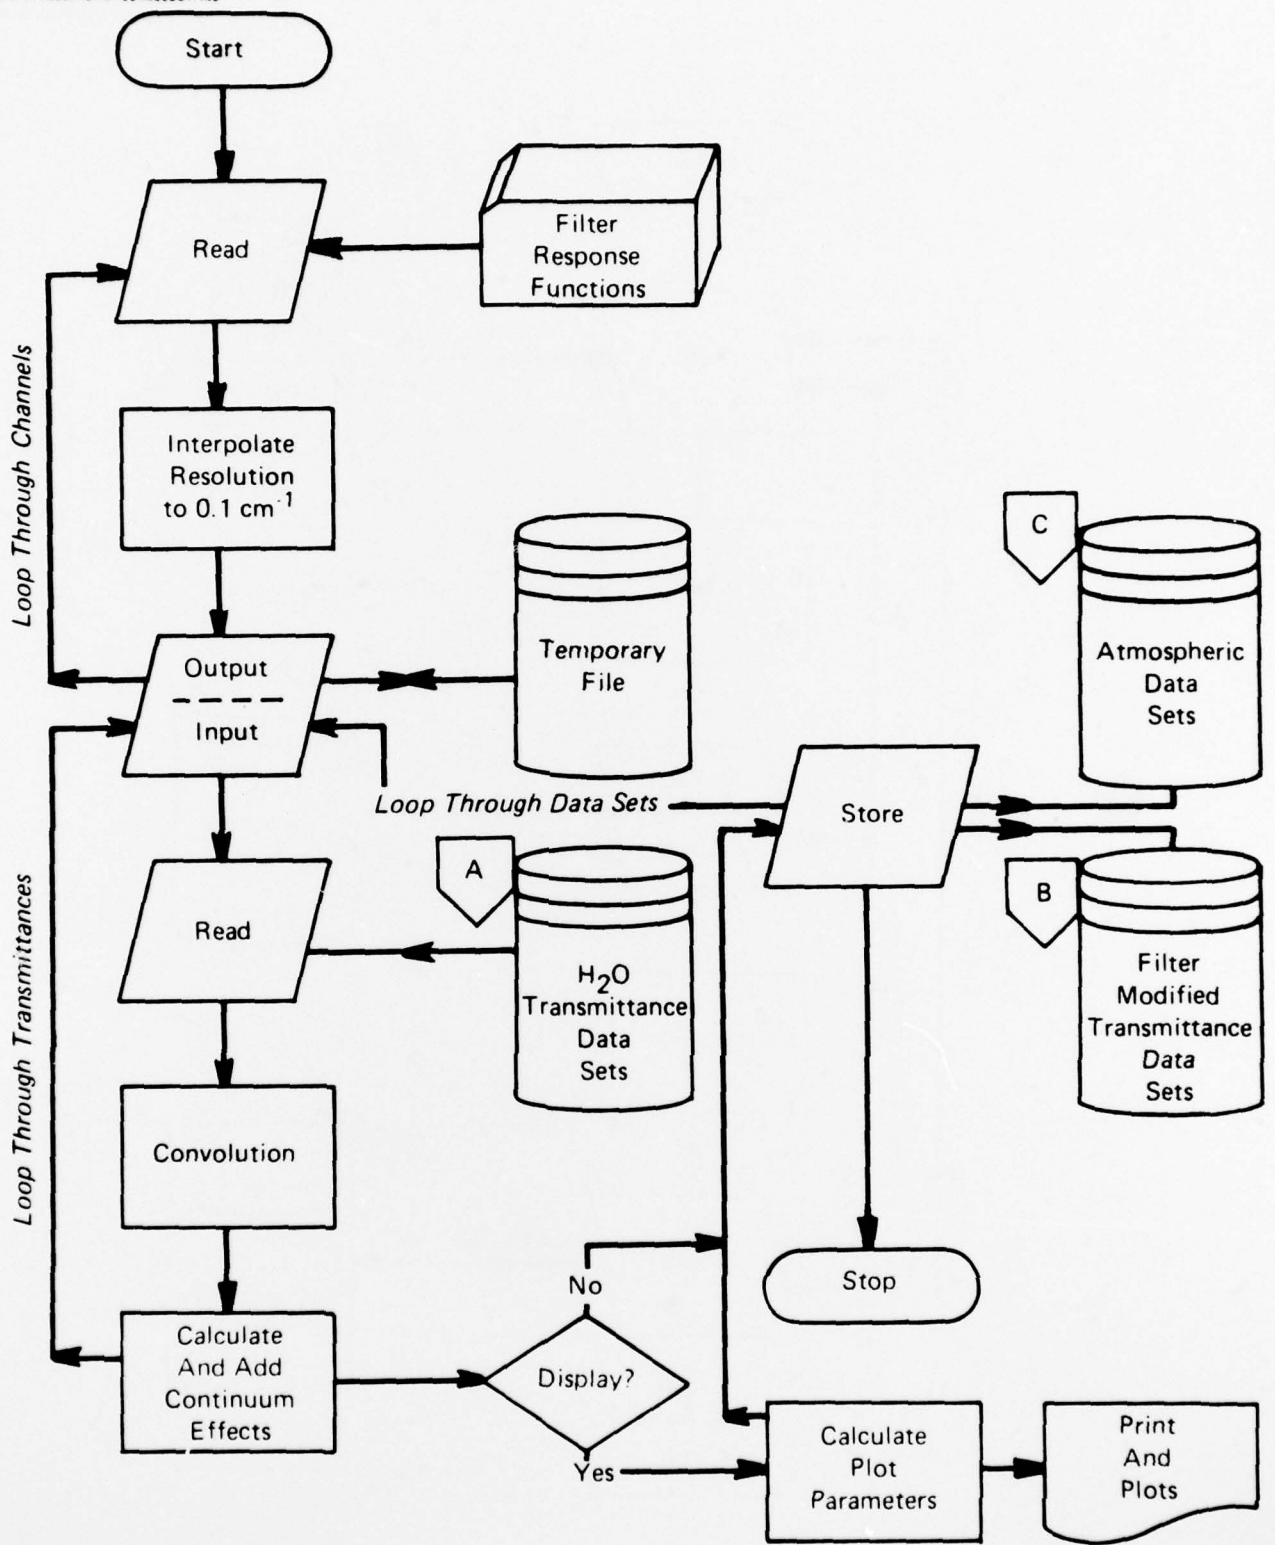 Start
Read
Filter
Response
Functions
Loop Through Channels
Interpolate
Resolution
to 0.1 cm⁻¹
Output
Input
Temporary
File
C
Atmospheric
Data
Sets
Loop Through Data Sets
Store
Loop Through Transmittances
Read
A
H₂O
Transmittance
Data
Sets
B
Filter
Modified
Transmittance
Data
Sets
Convolution
Calculate
And Add
Continuum
Effects
Display?
No
Yes
Stop
Calculate
Plot
Parameters
Print
And
Plots